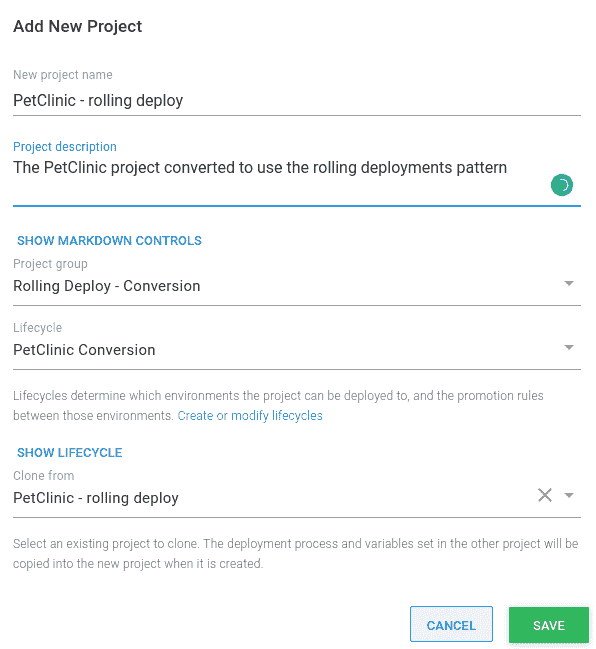 Add New Project
New project name
PetClinic - rolling deploy
Project description
The PetClinic project converted to use the rolling deployments pattern
SHOW MARKDOWN CONTROLS
Project group
Rolling Deploy - Conversion
Lifecycle
PetClinic Conversion
Lifecycles determine which environments the project can be deployed to, and the promotion rules
between those environments. Create or modify lifecycles
SHOW LIFECYCLE
Clone from
PetClinic - rolling deploy
Select an existing project to clone. The deployment process and variables set in the other project will be
copied into the new project when it is created.
CANCEL
SAVE